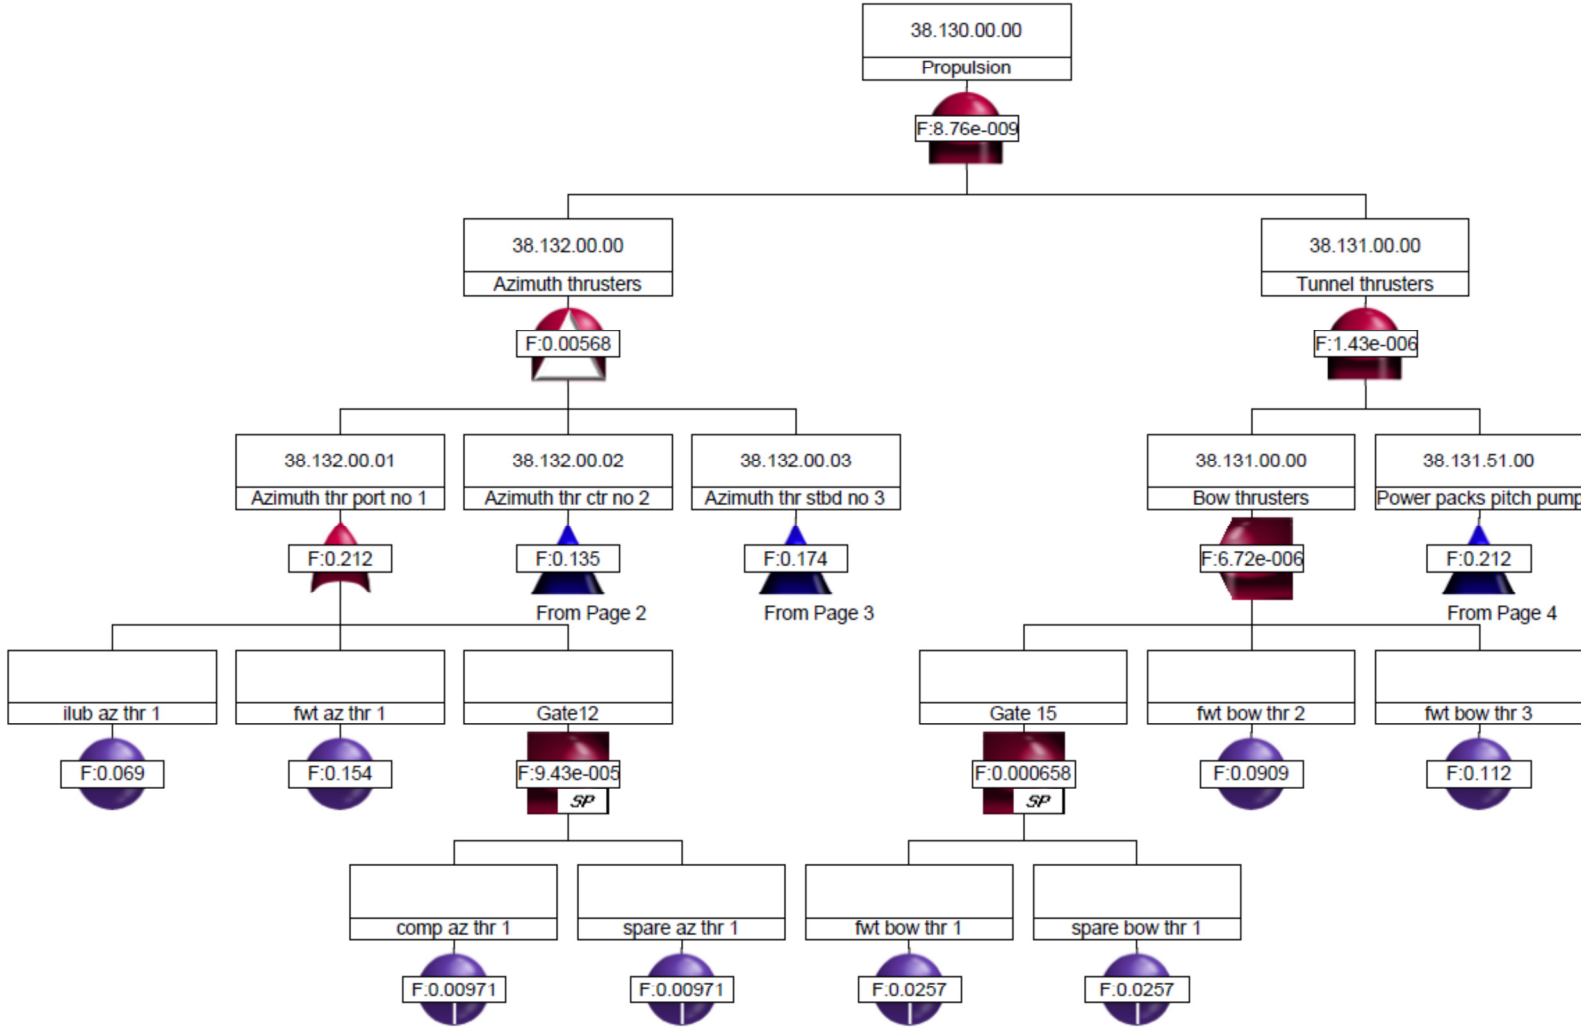 38.130.00.00
Propulsion
F:8.76e-009
38.132.00.00
Azimuth thrusters
F:0.00568
38.131.00.00
Tunnel thrusters
F:1.43e-006
38.132.00.01
Azimuth thr port no 1
F:0.212
38.132.00.02
Azimuth thr ctr no 2
F:0.135
From Page 2
38.132.00.03
Azimuth thr stbd no 3
F:0.174
From Page 3
38.131.00.00
Bow thrusters
F:6.72e-006
38.131.51.00
Power packs pitch pump
F:0.212
From Page 4
ilub az thr 1
F:0.069
fwt az thr 1
F:0.154
Gate12
F:9.43e-005
SP
Gate 15
F:0.000658
SP
fwt bow thr 2
F:0.0909
fwt bow thr 3
F:0.112
comp az thr 1
F:0.00971
spare az thr 1
F:0.00971
fwt bow thr 1
F:0.0257
spare bow thr 1
F:0.0257